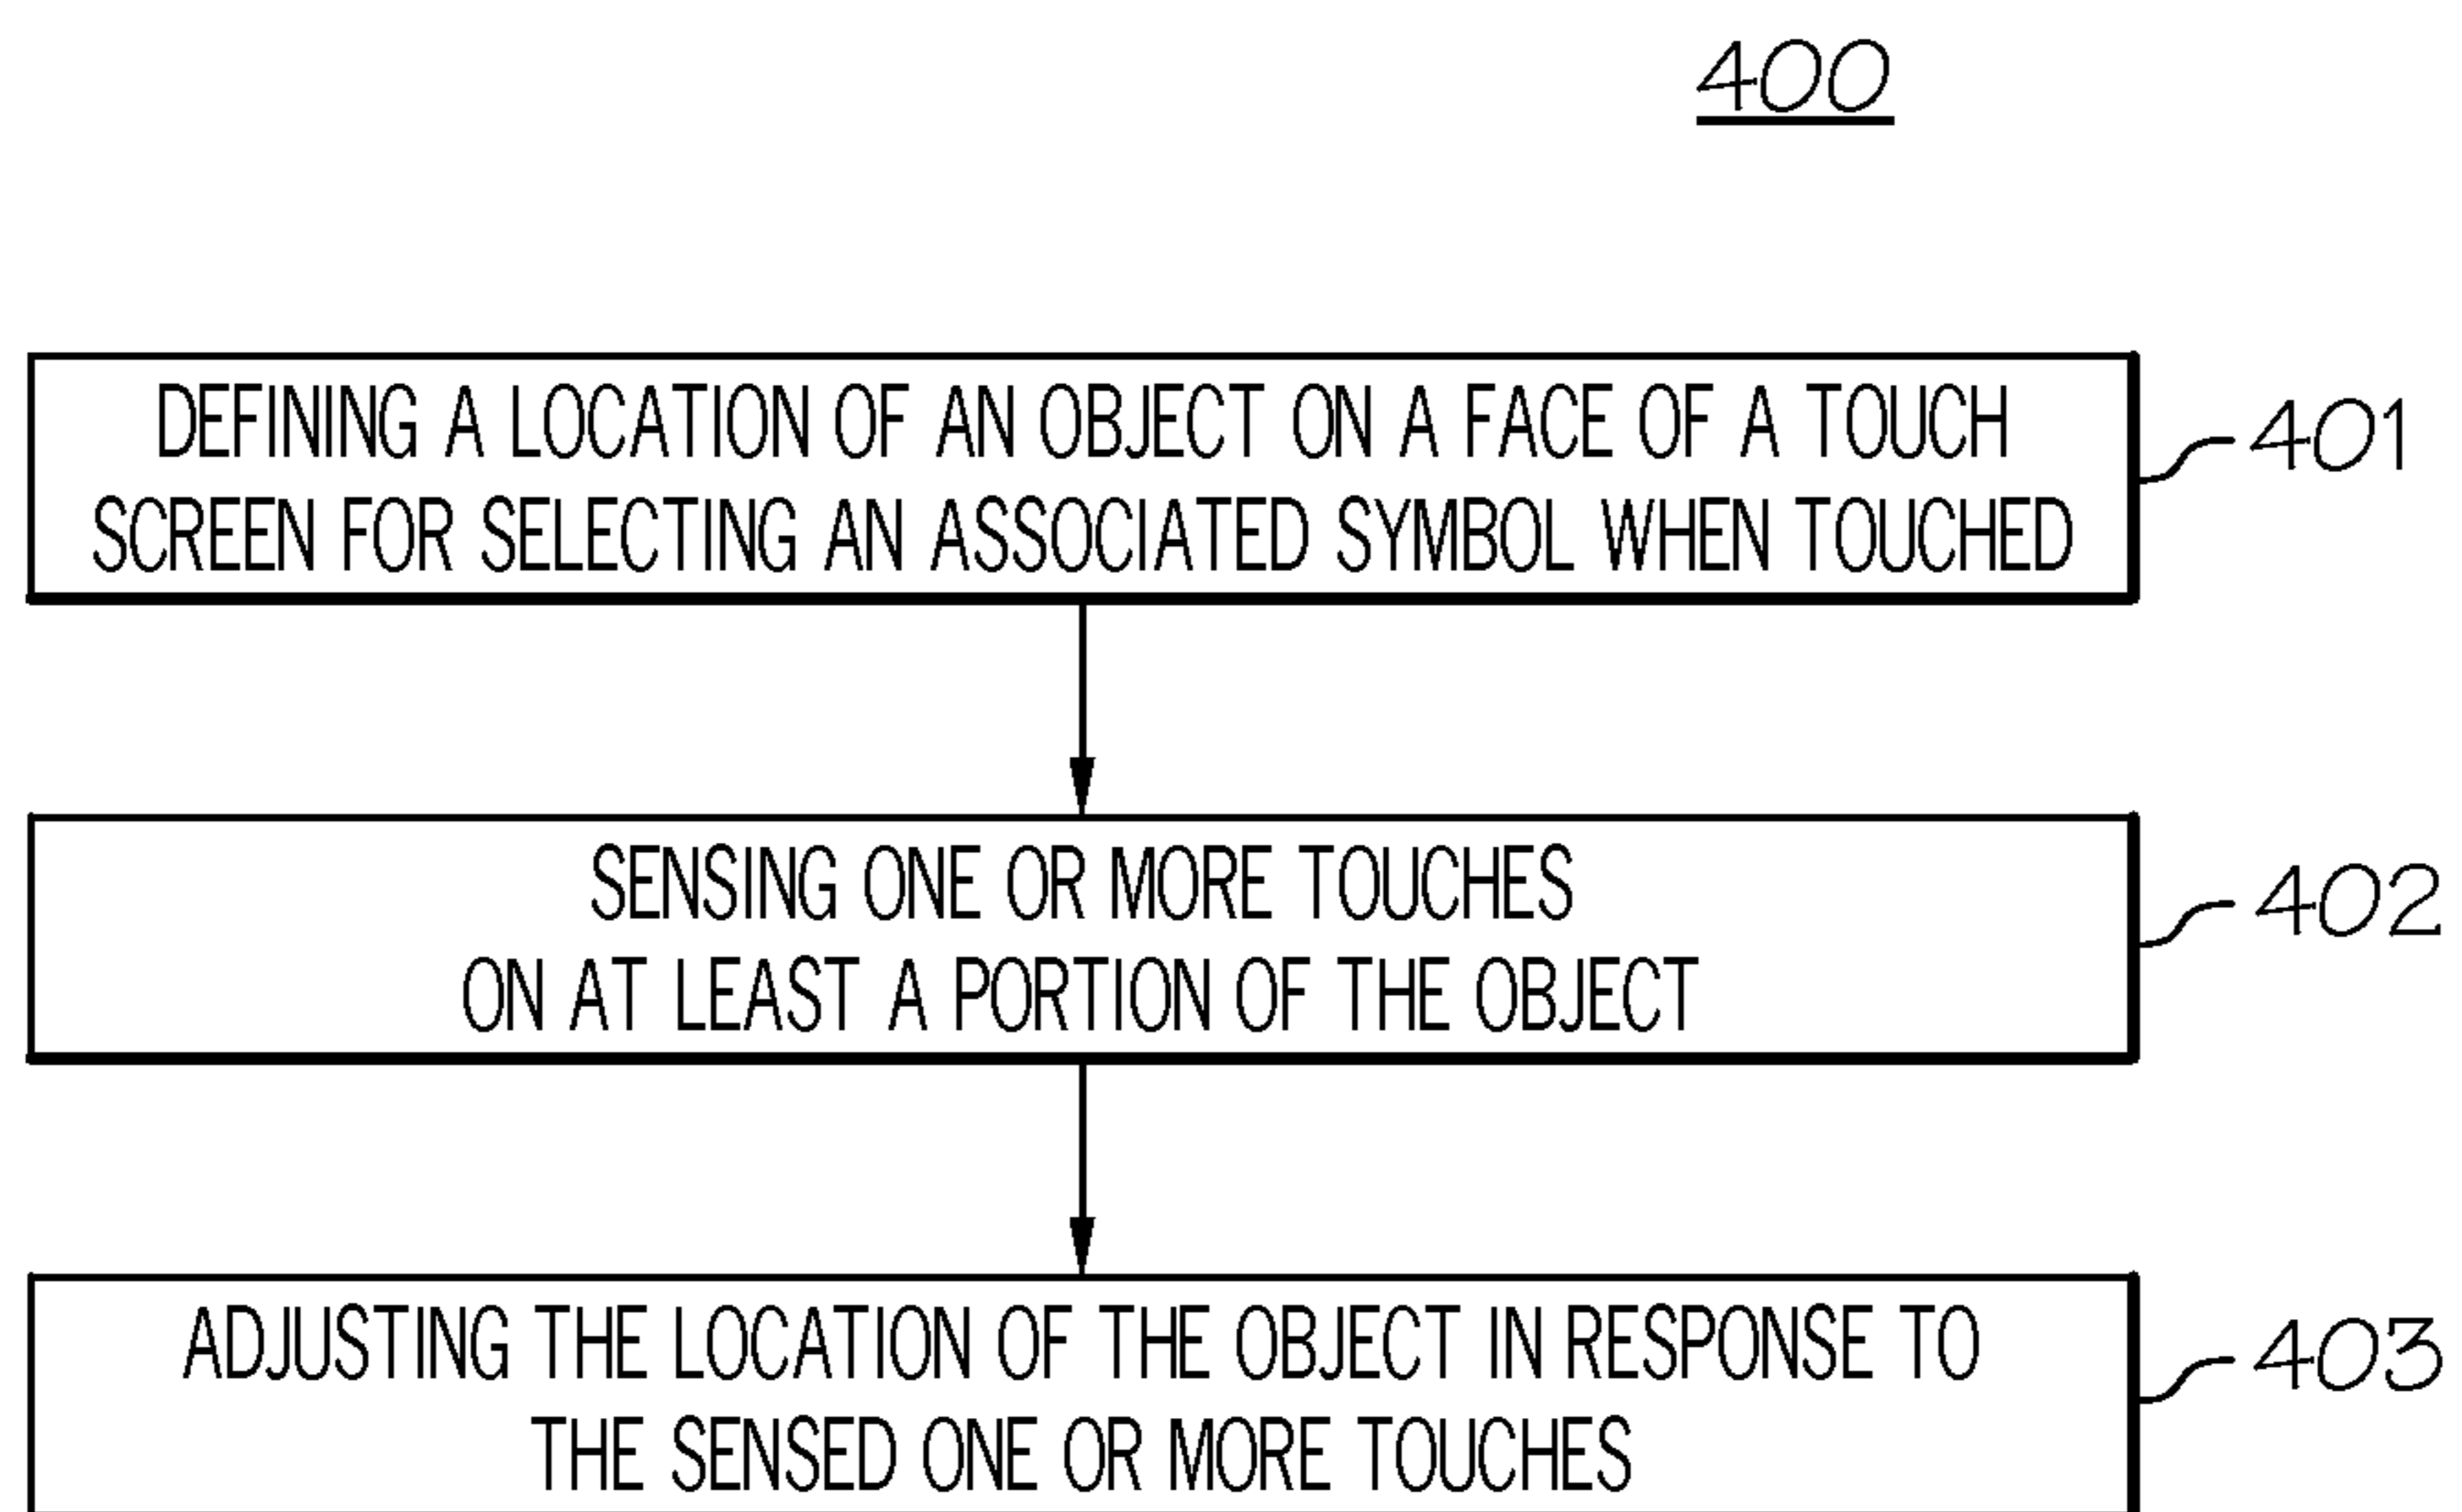 400
DEFINING A LOCATION OF AN OBJECT ON A FACE OF A TOUCH
SCREEN FOR SELECTING AN ASSOCIATED SYMBOL WHEN TOUCHED
401
SENSING ONE OR MORE TOUCHES
ON AT LEAST A PORTION OF THE OBJECT
402
ADJUSTING THE LOCATION OF THE OBJECT IN RESPONSE TO
THE SENSED ONE OR MORE TOUCHES
403